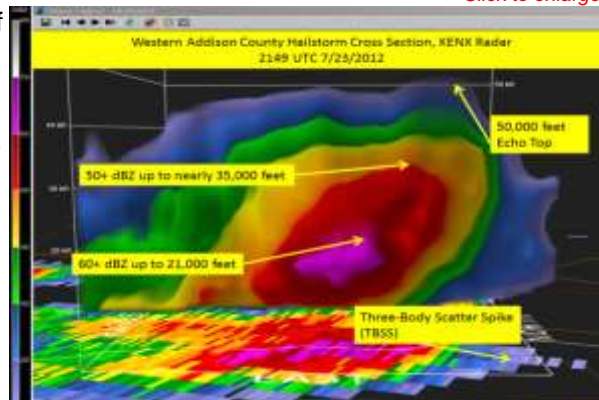 f
Click to enlarge
Western Addison County Hailstorm Cross Section, KENX Radar
2149 UTC 7/23/2012
50,000 feet
Echo Top
50+ dBZ up to nearly 35,000 feet
60+ dBZ up to 21,000 feet
Three-Body Scatter Spike
(TBSS)